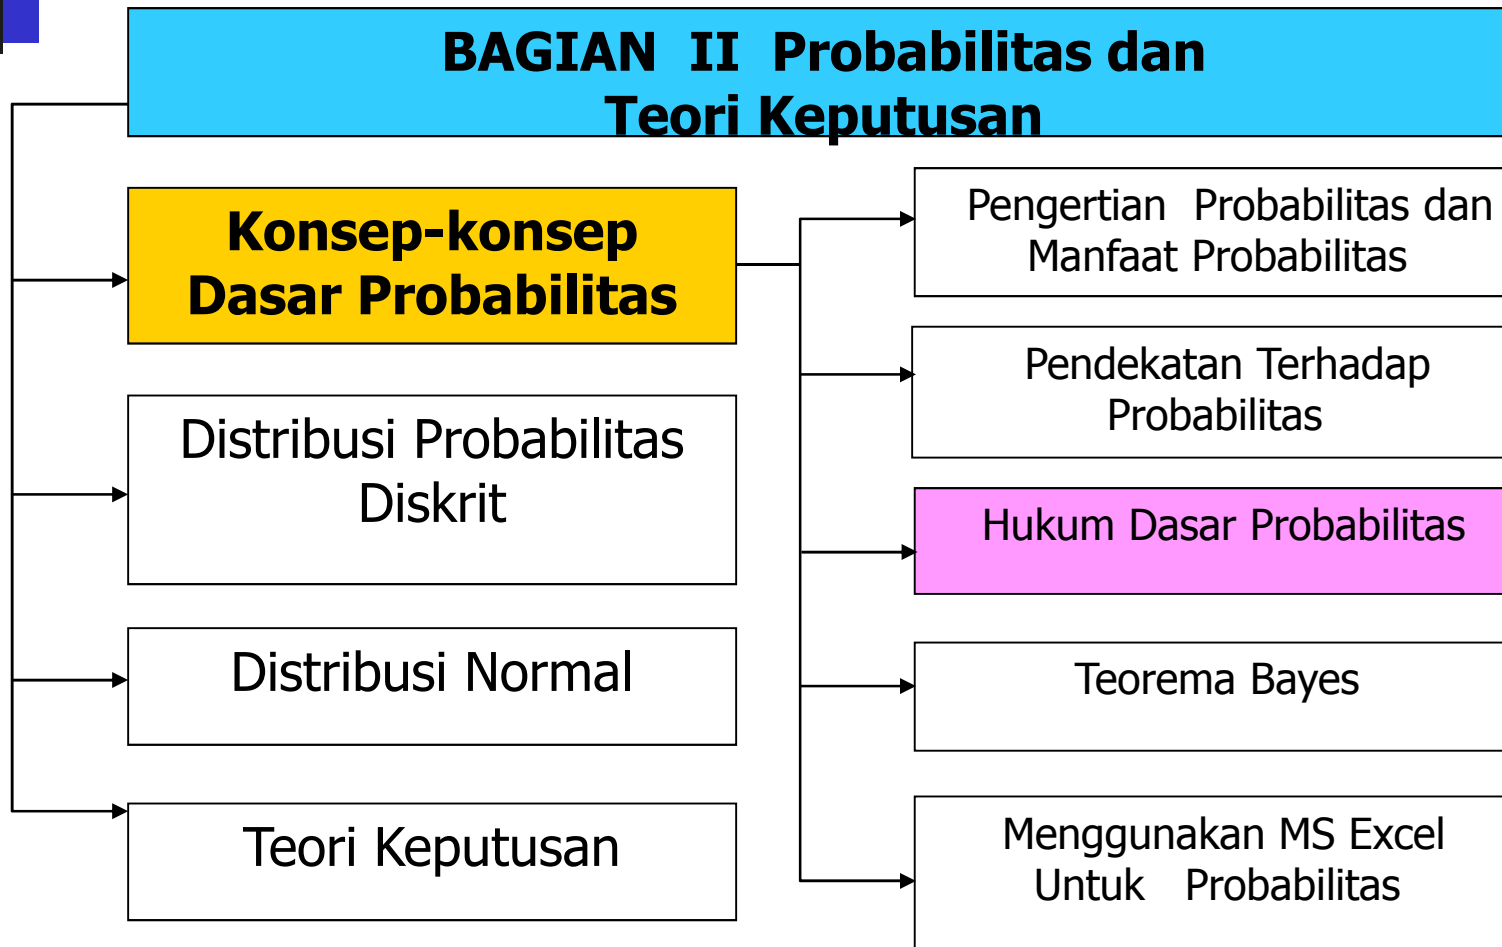 BAGIAN II Probabilitas dan
Teori Keputusan
Konsep-konsep
Dasar Probabilitas
Distribusi Probabilitas
Diskrit
Distribusi Normal
Teori Keputusan
Pengertian Probabilitas dan
Manfaat Probabilitas
Pendekatan Terhadap
Probabilitas
Hukum Dasar Probabilitas
Teorema Bayes
Menggunakan MS Excel
Untuk Probabilitas